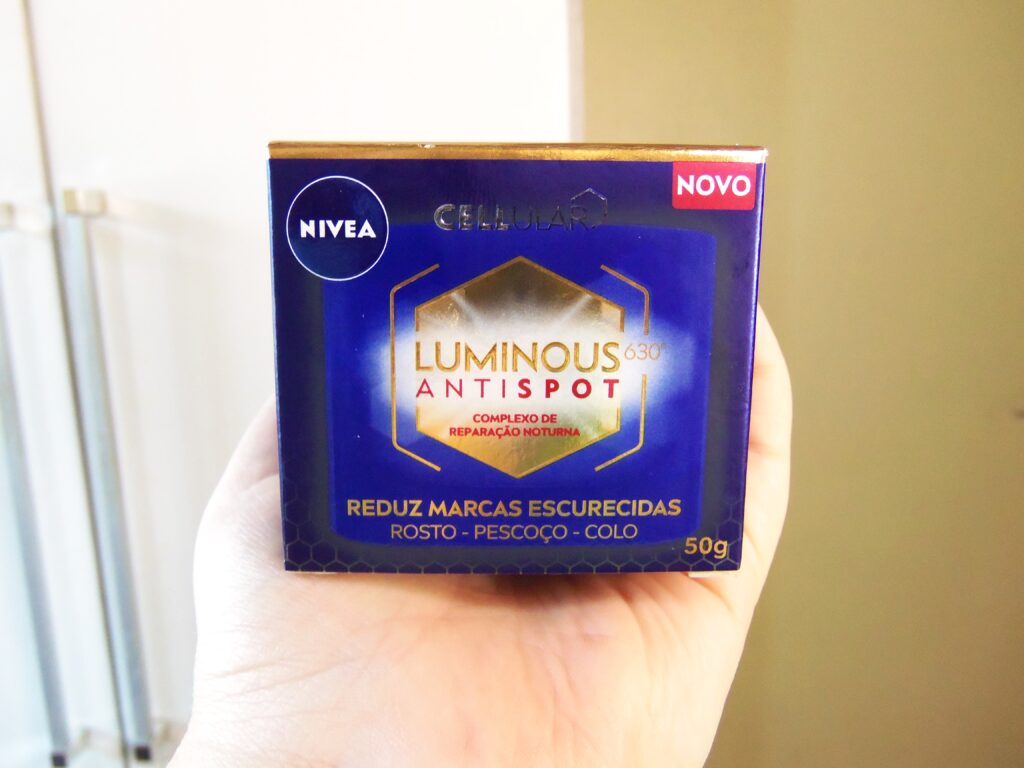 NOVO
NIVEA
CELLULAR
LUMINOUS 630°
ANTISPOT
COMPLEXO DE
REPARAÇÃO NOTURNA
REDUZ MARCAS ESCURECIDAS
ROSTO - PESCOÇO - COLO
50g